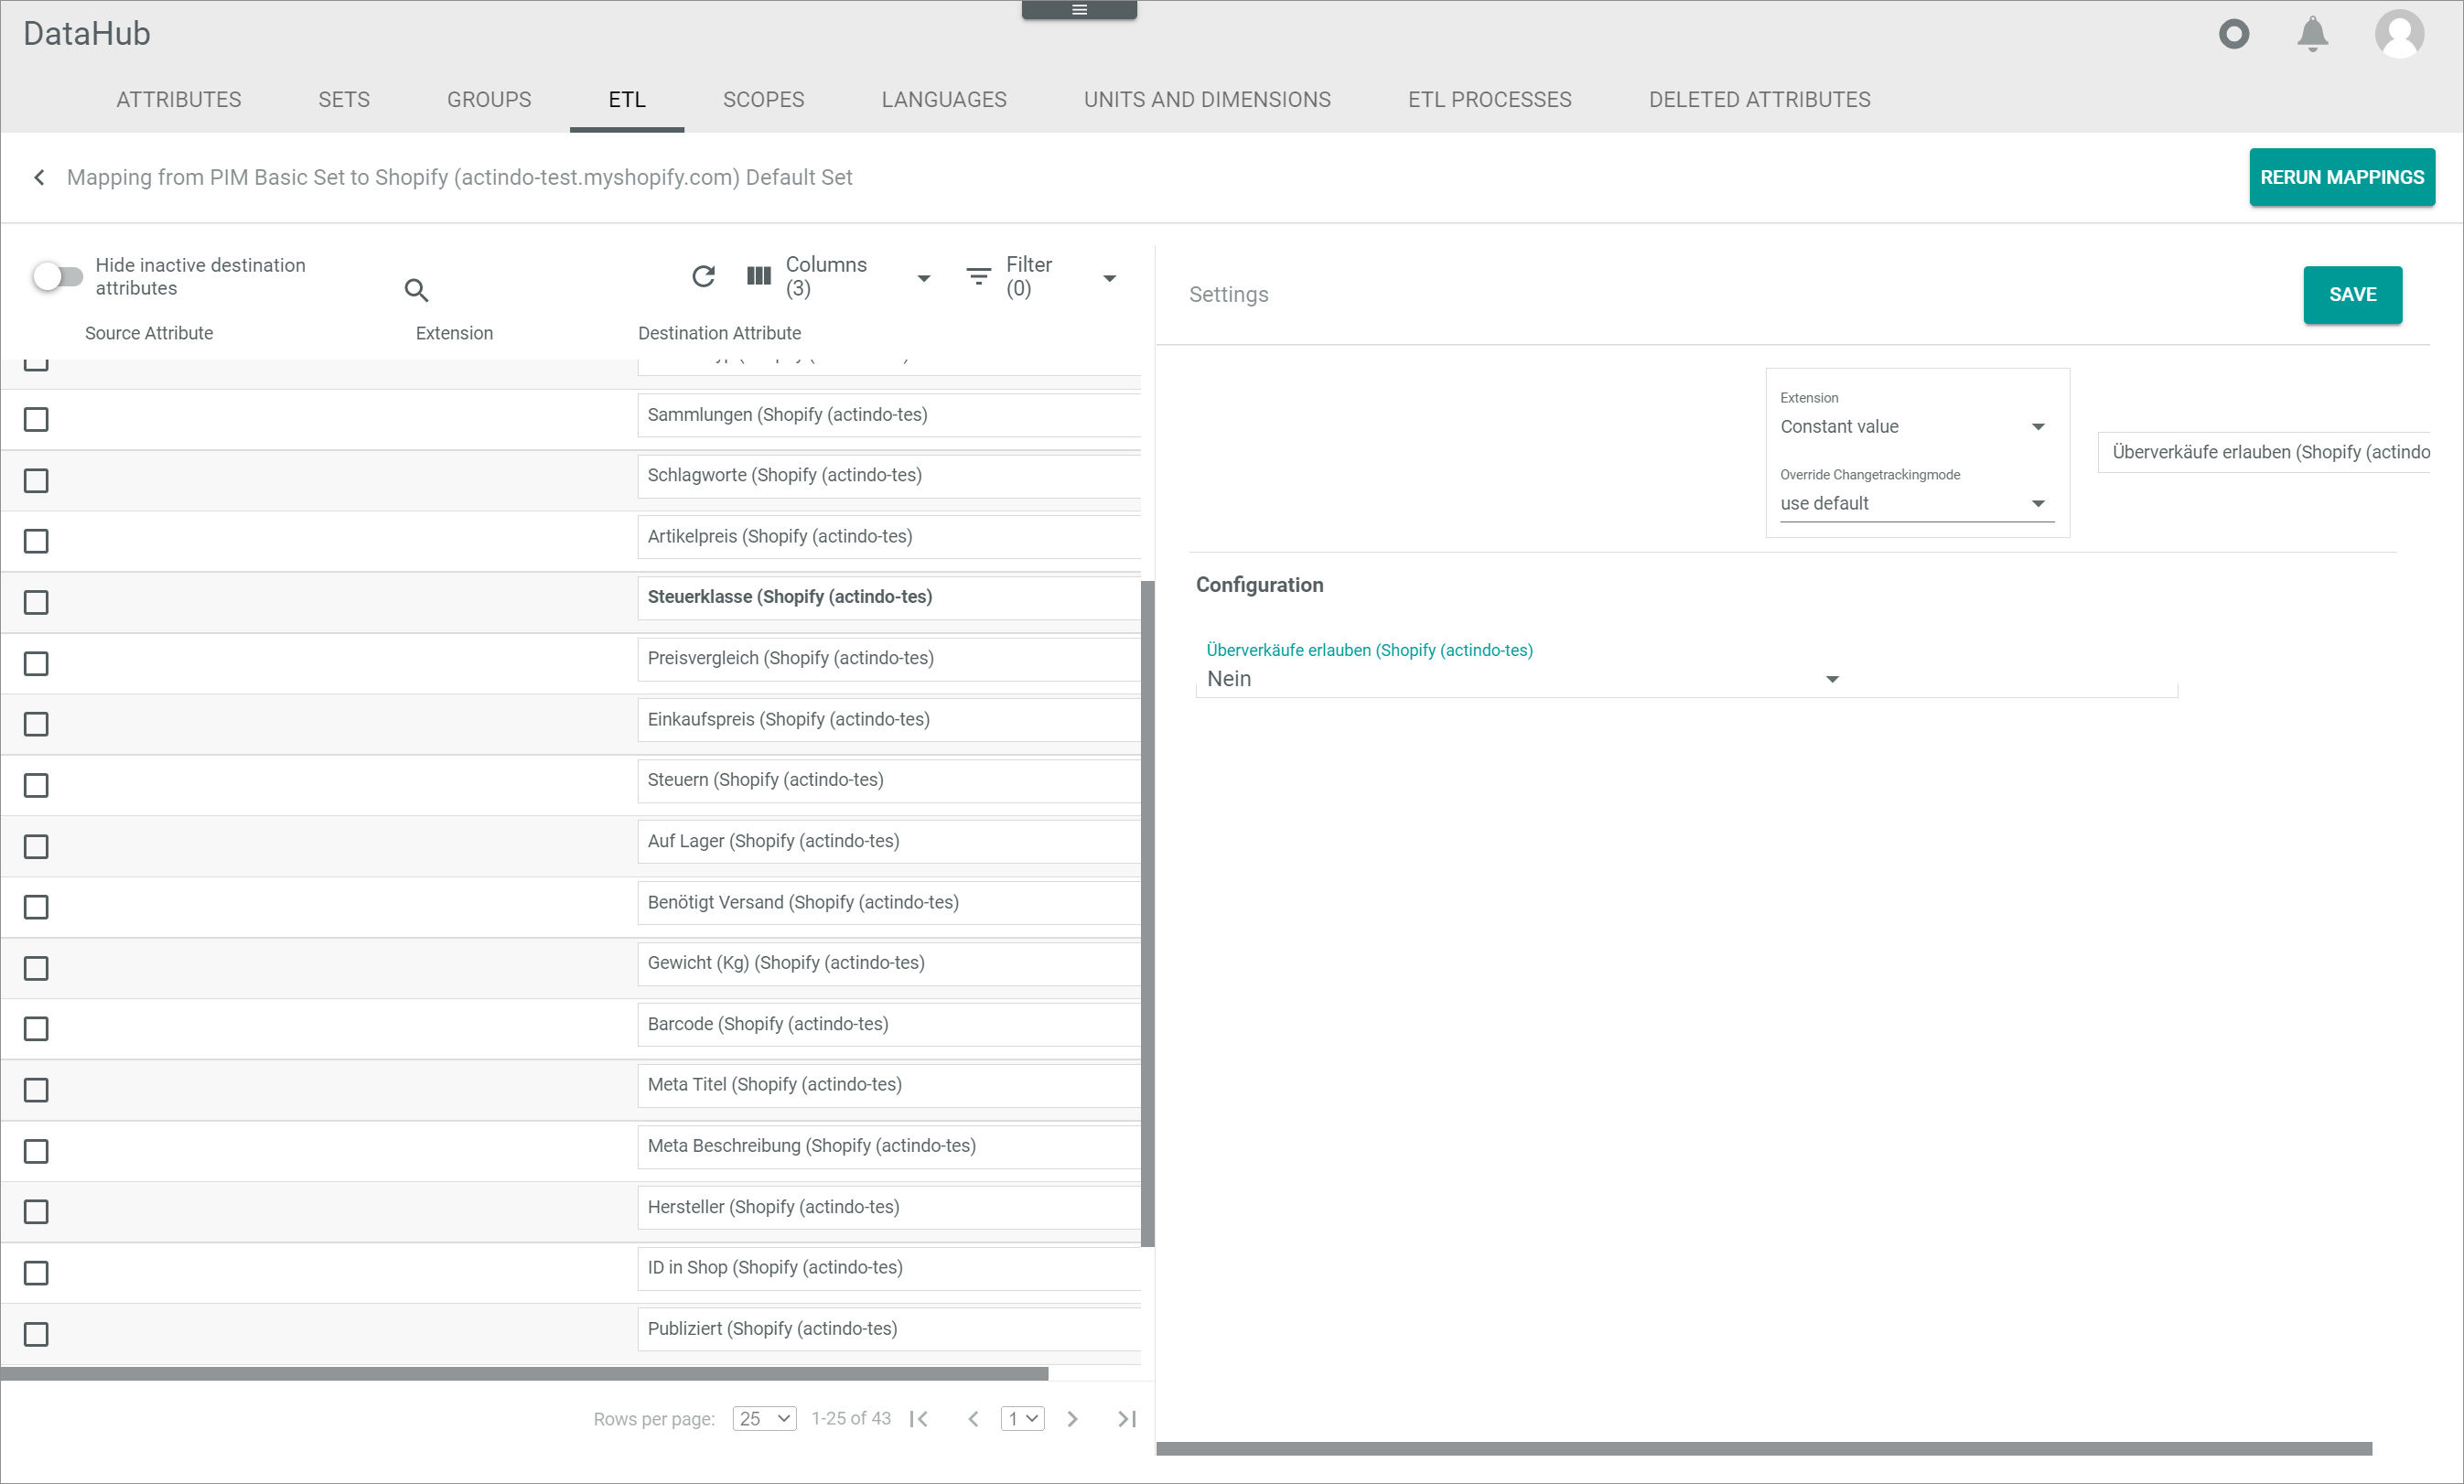 DataHub
ATTRIBUTES SETS GROUPS ETL SCOPES LANGUAGES UNITS AND DIMENSIONS ETL PROCESSES DELETED ATTRIBUTES
Mapping from PIM Basic Set to Shopify (actindo-test.myshopify.com) Default Set
RERUN MAPPINGS
Hide inactive destination
attributes
Columns
(3)
Filter
(0)
Source Attribute Extension Destination Attribute
Sammlungen (Shopify (actindo-tes)
Schlagworte (Shopify (actindo-tes)
Artikelpreis (Shopify (actindo-tes)
Steuerklasse (Shopify (actindo-tes)
Preisvergleich (Shopify (actindo-tes)
Einkaufspreis (Shopify (actindo-tes)
Steuern (Shopify (actindo-tes)
Auf Lager (Shopify (actindo-tes)
Benötigt Versand (Shopify (actindo-tes)
Gewicht (Kg) (Shopify (actindo-tes)
Barcode (Shopify (actindo-tes)
Meta Titel (Shopify (actindo-tes)
Meta Beschreibung (Shopify (actindo-tes)
Hersteller (Shopify (actindo-tes)
ID in Shop (Shopify (actindo-tes)
Publiziert (Shopify (actindo-tes)
Rows per page: 25 1-25 of 43 1
Settings
SAVE
Extension
Constant value
Override Changetrackingmode
use default
Überverkäufe erlauben (Shopify (actindo
Configuration
Überverkäufe erlauben (Shopify (actindo-tes)
Nein